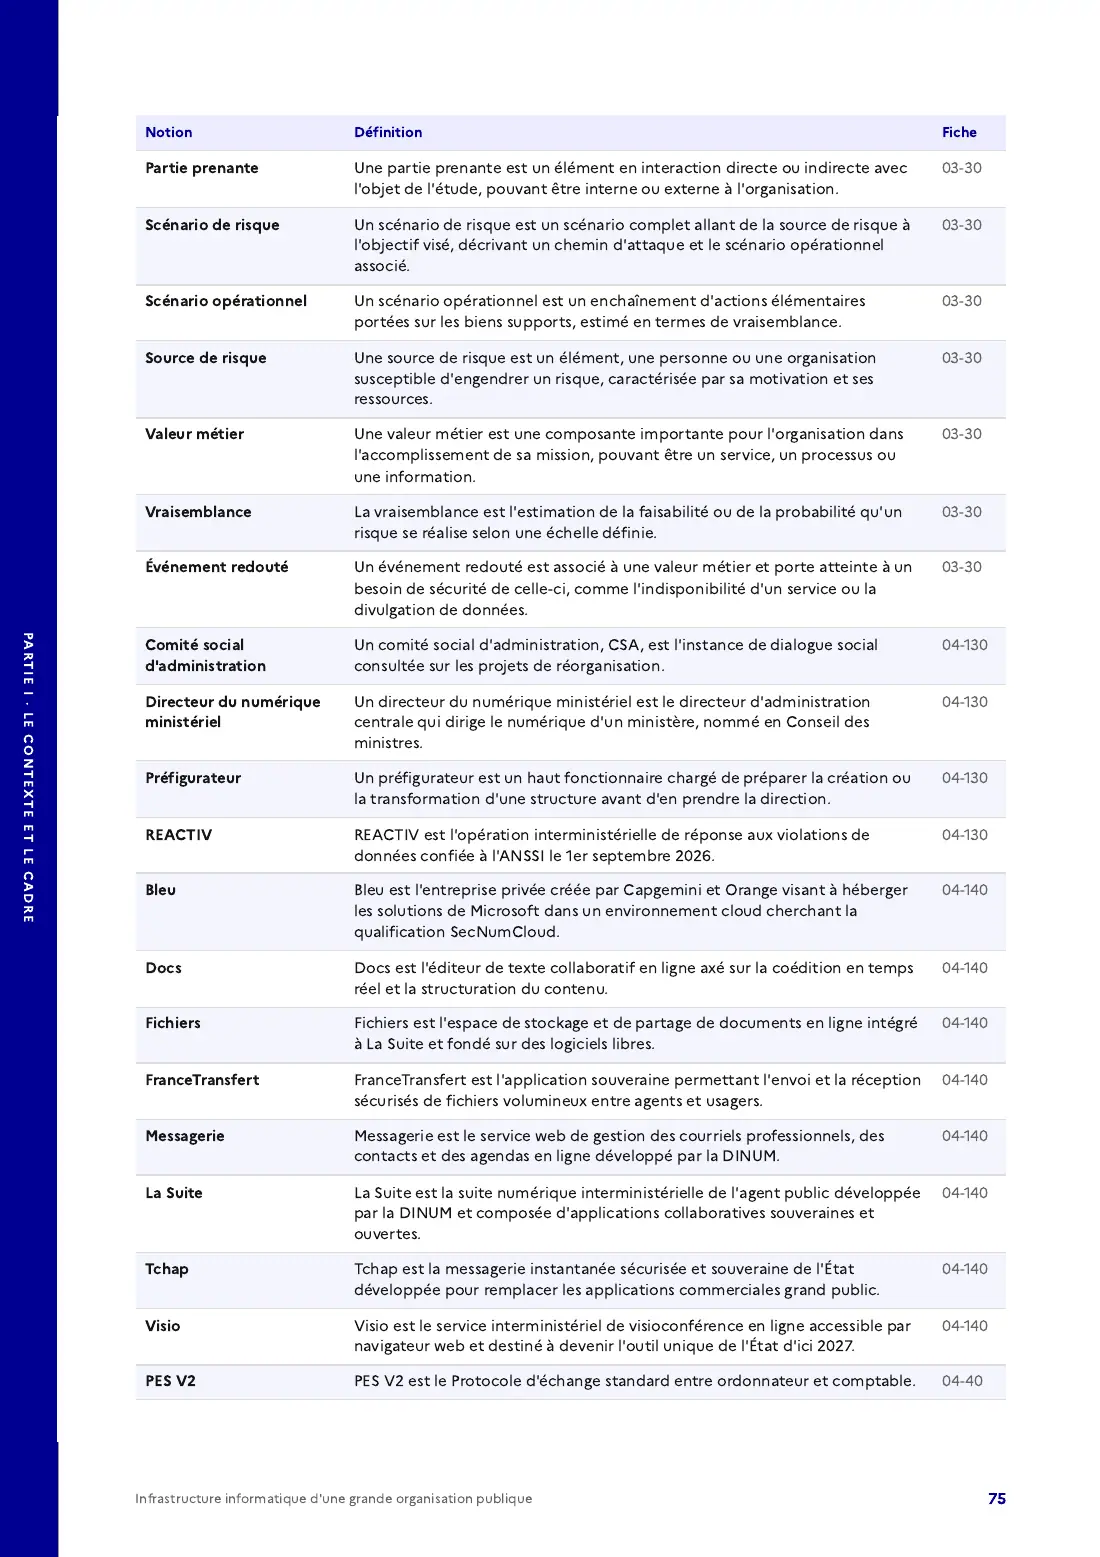 Notion Définition Fiche
Partie prenante Une partie prenante est un élément en interaction directe ou indirecte avec 03-30
l'objet de l'étude, pouvant être interne ou externe à l'organisation.
Scénario de risque Un scénario de risque est un scénario complet allant de la source de risque à 03-30
l'objectif visé, décrivant un chemin d'attaque et le scénario opérationnel
associé.
Scénario opérationnel Un scénario opérationnel est un enchaînement d'actions élémentaires 03-30
portées sur les biens supports, estimé en termes de vraisemblance.
Source de risque Une source de risque est un élément, une personne ou une organisation 03-30
susceptible d'engendrer un risque, caractérisée par sa motivation et ses
ressources.
Valeur métier Une valeur métier est une composante importante pour l'organisation dans 03-30
l'accomplissement de sa mission, pouvant être un service, un processus ou
une information.
Vraisemblance La vraisemblance est l'estimation de la faisabilité ou de la probabilité qu'un 03-30
risque se réalise selon une échelle définie.
Événement redouté Un événement redouté est associé à une valeur métier et porte atteinte à un 03-30
besoin de sécurité de celle-ci, comme l'indisponibilité d'un service ou la
divulgation de données.
Comité social Un comité social d'administration, CSA, est l'instance de dialogue social 04-130
d'administration consultée sur les projets de réorganisation.
Directeur du numérique Un directeur du numérique ministériel est le directeur d'administration 04-130
ministériel centrale qui dirige le numérique d'un ministère, nommé en Conseil des
ministres.
Préfigurateur Un préfigurateur est un haut fonctionnaire chargé de préparer la création ou 04-130
la transformation d'une structure avant d'en prendre la direction.
REACTIV REACTIV est l'opération interministérielle de réponse aux violations de 04-130
données confiée à l'ANSSI le 1er septembre 2026.
Bleu Bleu est l'entreprise privée créée par Capgemini et Orange visant à héberger 04-140
les solutions de Microsoft dans un environnement cloud cherchant la
qualification SecNumCloud.
Docs Docs est l'éditeur de texte collaboratif en ligne axé sur la coédition en temps 04-140
réel et la structuration du contenu.
Fichiers Fichiers est l'espace de stockage et de partage de documents en ligne intégré 04-140
à La Suite et fondé sur des logiciels libres.
FranceTransfert FranceTransfert est l'application souveraine permettant l'envoi et la réception 04-140
sécurisés de fichiers volumineux entre agents et usagers.
Messagerie Messagerie est le service web de gestion des courriels professionnels, des 04-140
contacts et des agendas en ligne développé par la DINUM.
La Suite La Suite est la suite numérique interministérielle de l'agent public développée 04-140
par la DINUM et composée d'applications collaboratives souveraines et
ouvertes.
Tchap Tchap est la messagerie instantanée sécurisée et souveraine de l'État 04-140
développée pour remplacer les applications commerciales grand public.
Visio Visio est le service interministériel de visioconférence en ligne accessible par 04-140
navigateur web et destiné à devenir l'outil unique de l'État d'ici 2027.
PES V2 PES V2 est le Protocole d'échange standard entre ordonnateur et comptable. 04-40
PARTIE I · LE CONTEXTE ET LE CADRE
Infrastructure informatique d'une grande organisation publique 75